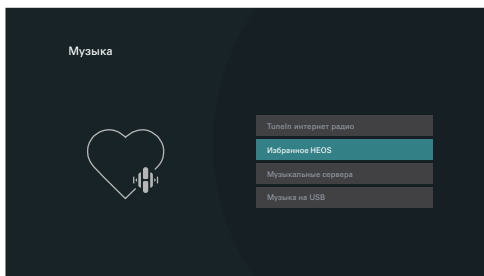 Музыка
TuneIn интернет радио
Избранное HEOS
Музыкальные сервера
Музыка на USB